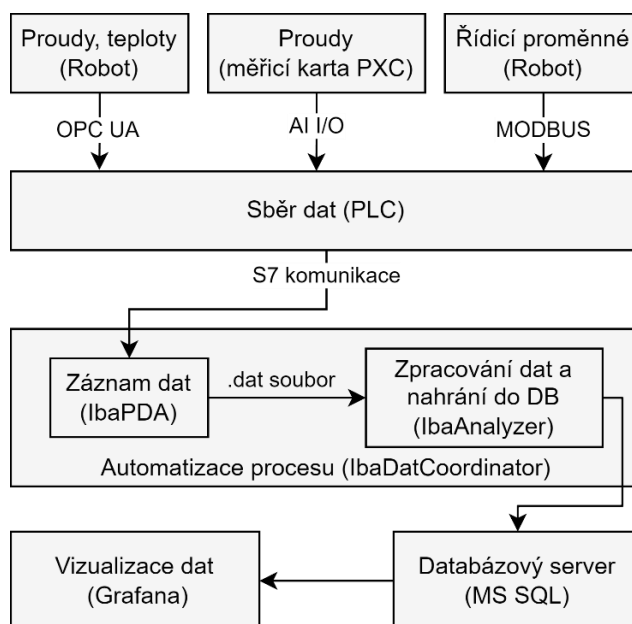 Proudy, teploty
(Robot)
Proudy
(měřicí karta PXC)
Řídicí proměnné
(Robot)
OPC UA
AI I/O
MODBUS
Sběr dat (PLC)
S7 komunikace
Záznam dat
(IbaPDA)
.dat soubor
Zpracování dat a
nahrání do DB
(IbaAnalyzer)
Automatizace procesu (IbaDatCoordinator)
Vizualizace dat
(Grafana)
Databázový server
(MS SQL)